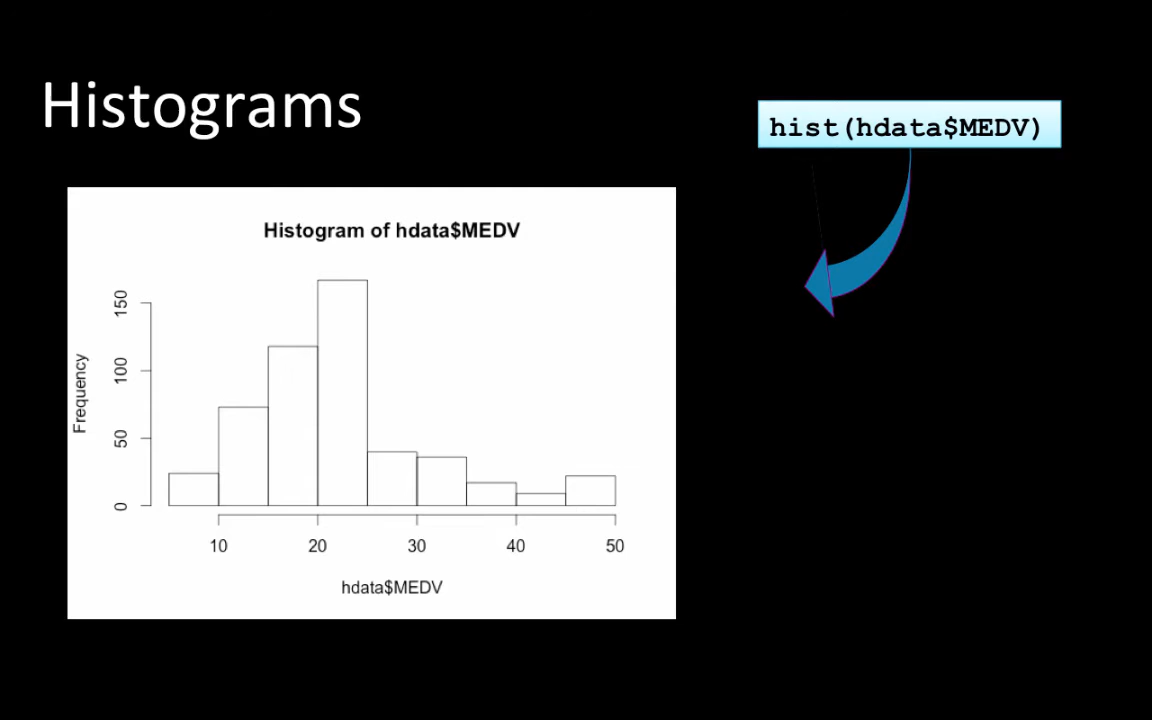 Histograms
hist(hdata$MEDV)
Histogram of hdata$MEDV
Frequency
150
100
50
0
10 20 30 40 50
hdata$MEDV